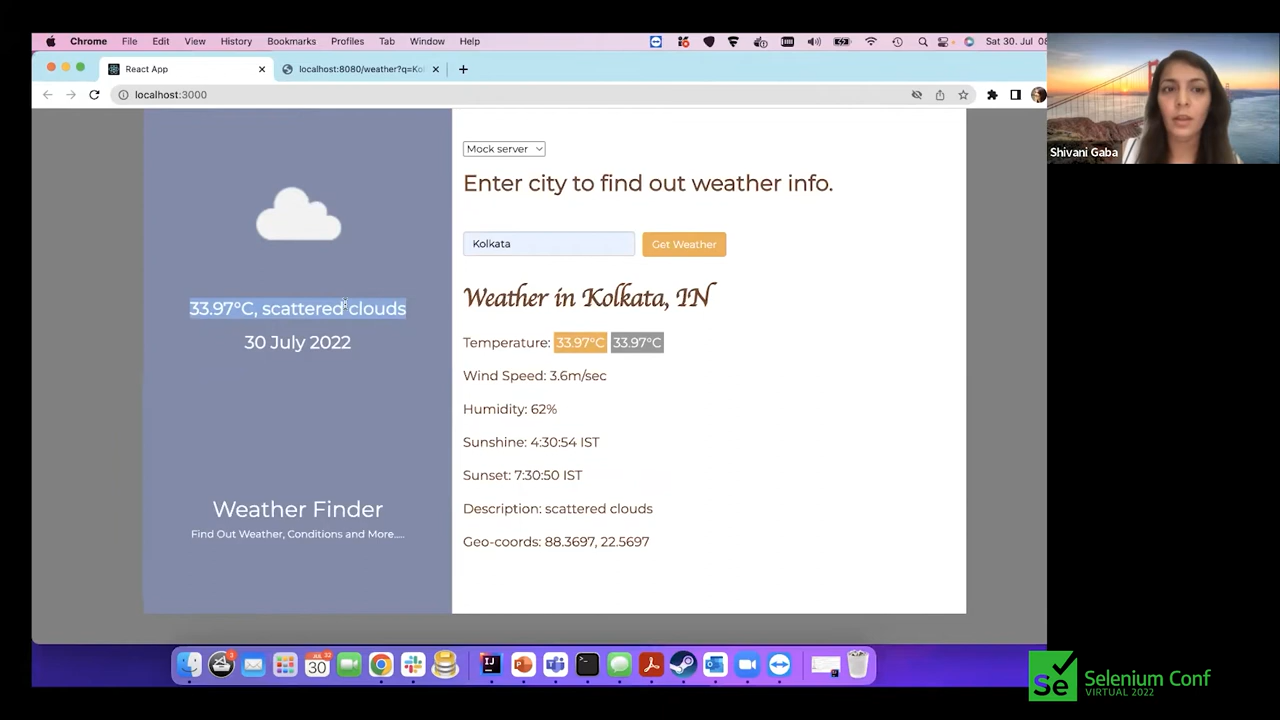 Chrome File Edit View History Bookmarks Profiles Tab Window Help Sat 30. Jul
React App
localhost:8080/weather?q=Kol
localhost:3000
Shivani Gaba
Mock server
Enter city to find out weather info.
Kolkata
Get Weather
33.97°C, scattered clouds
30 July 2022
Weather in Kolkata, IN
Temperature: 33.97°C 33.97°C
Wind Speed: 3.6m/sec
Humidity: 62%
Sunshine: 4:30:54 IST
Sunset: 7:30:50 IST
Description: scattered clouds
Geo-coords: 88.3697, 22.5697
Weather Finder
Find Out Weather, Conditions and More.....
JUL
30
Se
Selenium Conf
VIRTUAL 2022